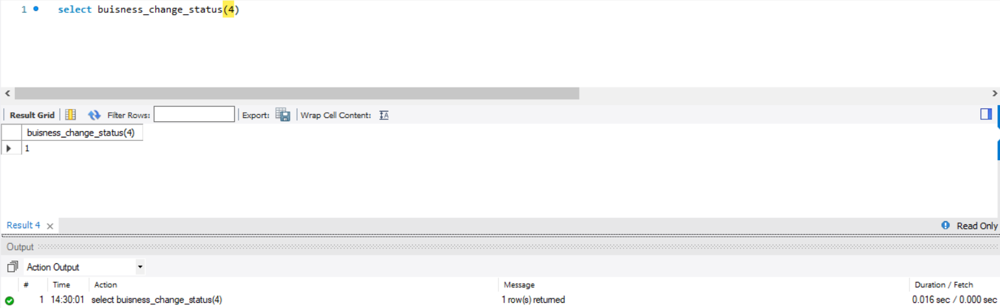 1 select buisness_change_status(4)
Result Grid Filter Rows: Export: Wrap Cell Content: IA
buisness_change_status(4)
1
Result 4 Read Only
Output
Action Output
# Time Action Message Duration / Fetch
1 14:30:01 select buisness_change_status(4) 1 row(s) returned 0.016 sec / 0.000 sec